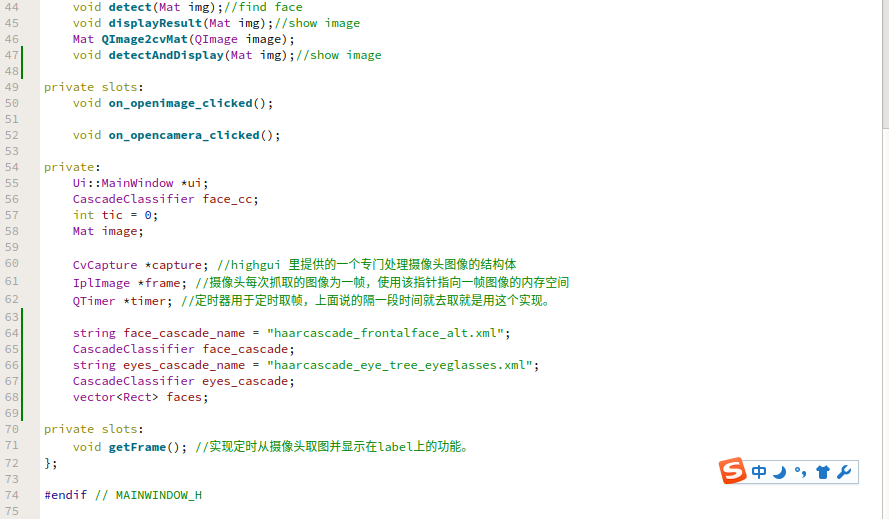 44 void detect(Mat img);//find face
45 void displayResult(Mat img);//show image
46 Mat QImage2cvMat(QImage image);
47 void detectAndDisplay(Mat img);//show image
48
49 private slots:
50 void on_openimage_clicked();
51
52 void on_opencamera_clicked();
53
54 private:
55 Ui::MainWindow *ui;
56 CascadeClassifier face_cc;
57 int tic = 0;
58 Mat image;
59
60 CvCapture *capture; //highgui 里提供的一个专门处理摄像头图像的结构体
61 IplImage *frame; //摄像头每次抓取的图像为一帧，使用该指针指向一帧图像的内存空间
62 QTimer *timer; //定时器用于定时取帧，上面说的隔一段时间就去取就是用这个实现。
63
64 string face_cascade_name = "haarcascade_frontalface_alt.xml";
65 CascadeClassifier face_cascade;
66 string eyes_cascade_name = "haarcascade_eye_tree_eyeglasses.xml";
67 CascadeClassifier eyes_cascade;
68 vector<Rect> faces;
69
70 private slots:
71 void getFrame(); //实现定时从摄像头取图并显示在label上的功能。
72 };
73
74 #endif // MAINWINDOW_H
75
S 中 °,